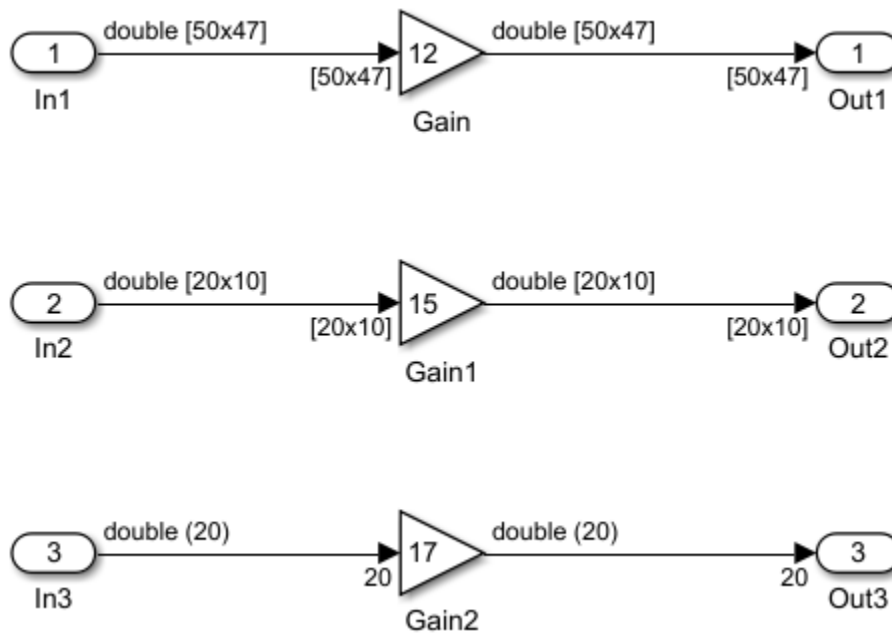 double [50x47] double [50x47]
1 12 1
[50x47] [50x47]
In1 Gain Out1
double [20x10] double [20x10]
2 15 2
[20x10] [20x10]
In2 Gain1 Out2
double (20) double (20)
3 17 3
20 20
In3 Gain2 Out3